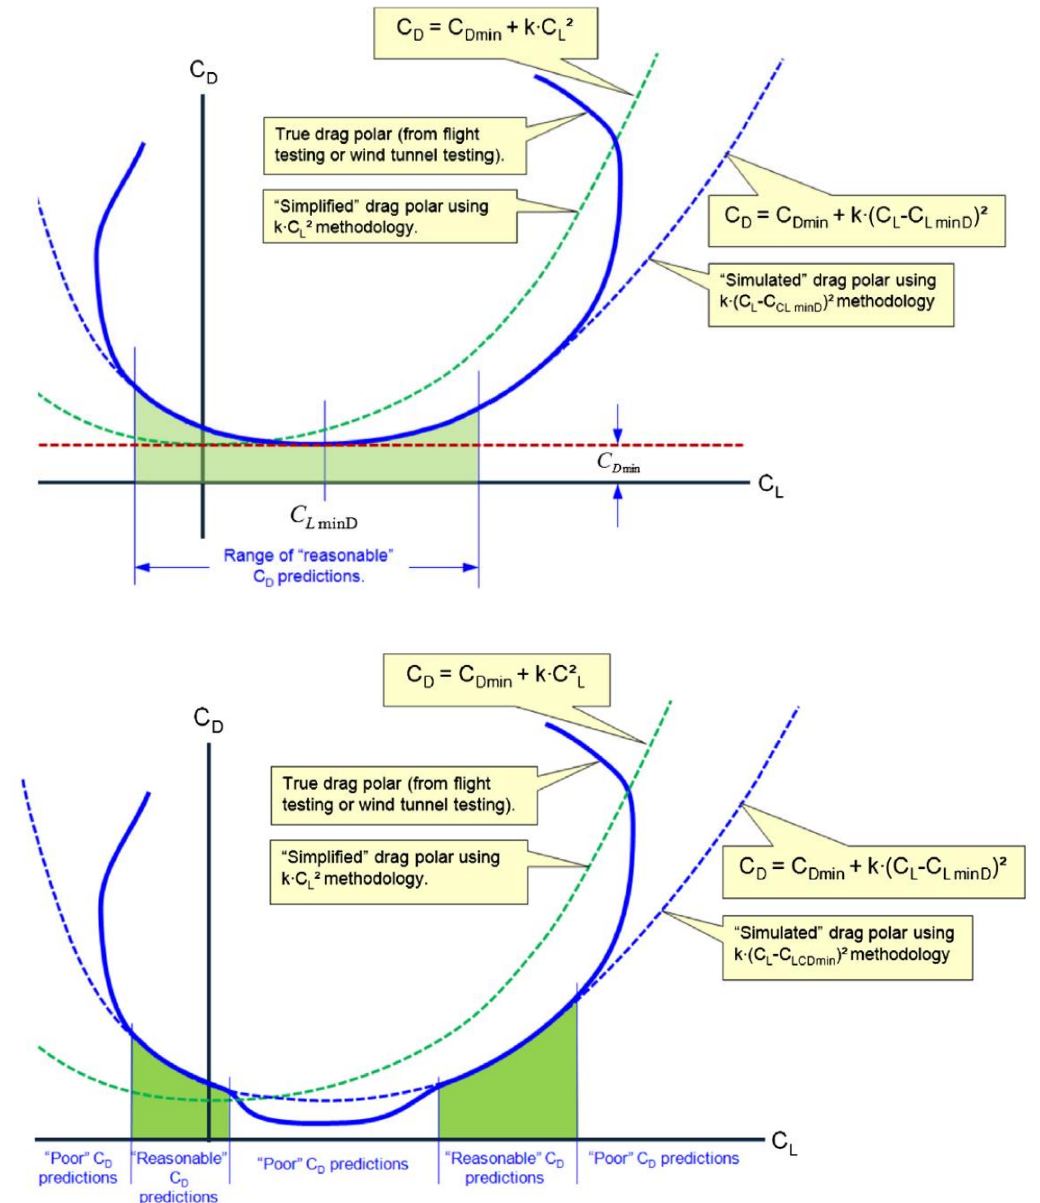 C_D = C_Dmin + k·C_L²
C_D
True drag polar (from flight
testing or wind tunnel testing).
"Simplified" drag polar using
k·C_L² methodology.
C_D = C_Dmin + k·(C_L-C_L minD)²
"Simulated" drag polar using
k·(C_L-C_CL minD)² methodology
C_Dmin
C_L
C_L minD
Range of "reasonable"
C_D predictions.
C_D = C_Dmin + k·C²_L
C_D
True drag polar (from flight
testing or wind tunnel testing).
"Simplified" drag polar using
k·C_L² methodology.
C_D = C_Dmin + k·(C_L-C_L minD)²
"Simulated" drag polar using
k·(C_L-C_LCDmin)² methodology
C_L
"Poor" C_D
predictions
"Reasonable"
C_D
predictions
"Poor" C_D predictions
"Reasonable" C_D
predictions
"Poor" C_D predictions